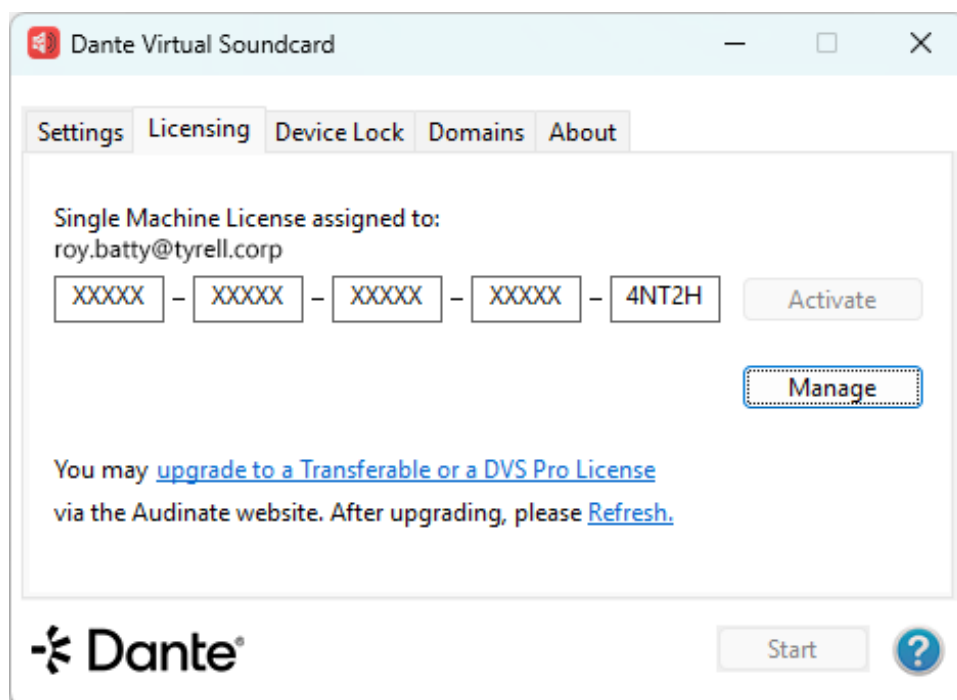 Dante Virtual Soundcard
Settings Licensing Device Lock Domains About
Single Machine License assigned to:
roy.batty@tyrell.corp
XXXXX – XXXXX – XXXXX – XXXXX – 4NT2H Activate
Manage
You may upgrade to a Transferable or a DVS Pro License
via the Audinate website. After upgrading, please Refresh.
Dante® Start ?